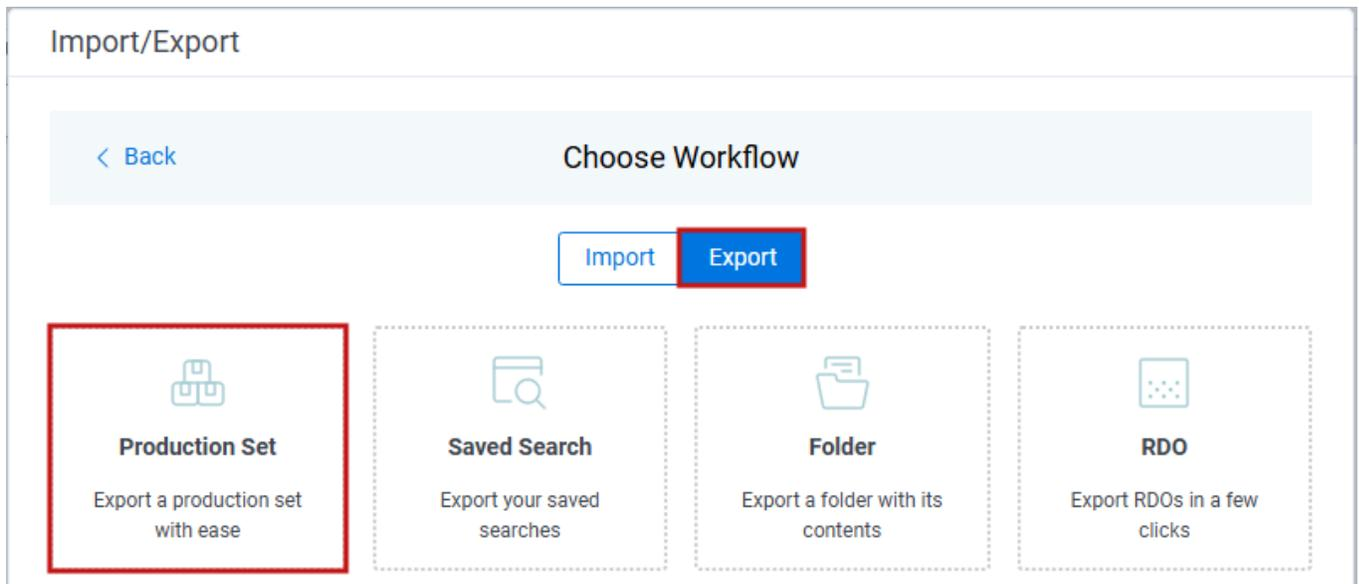 Import/Export
Back
Choose Workflow
Import
Export
Production Set
Export a production set
with ease
Saved Search
Export your saved
searches
Folder
Export a folder with its
contents
RDO
Export RDOs in a few
clicks